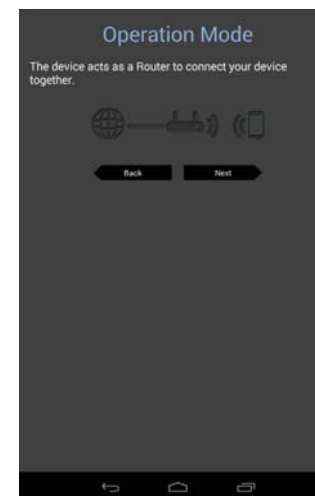 Operation Mode
The device acts as a Router to connect your device
together.
Back
Next